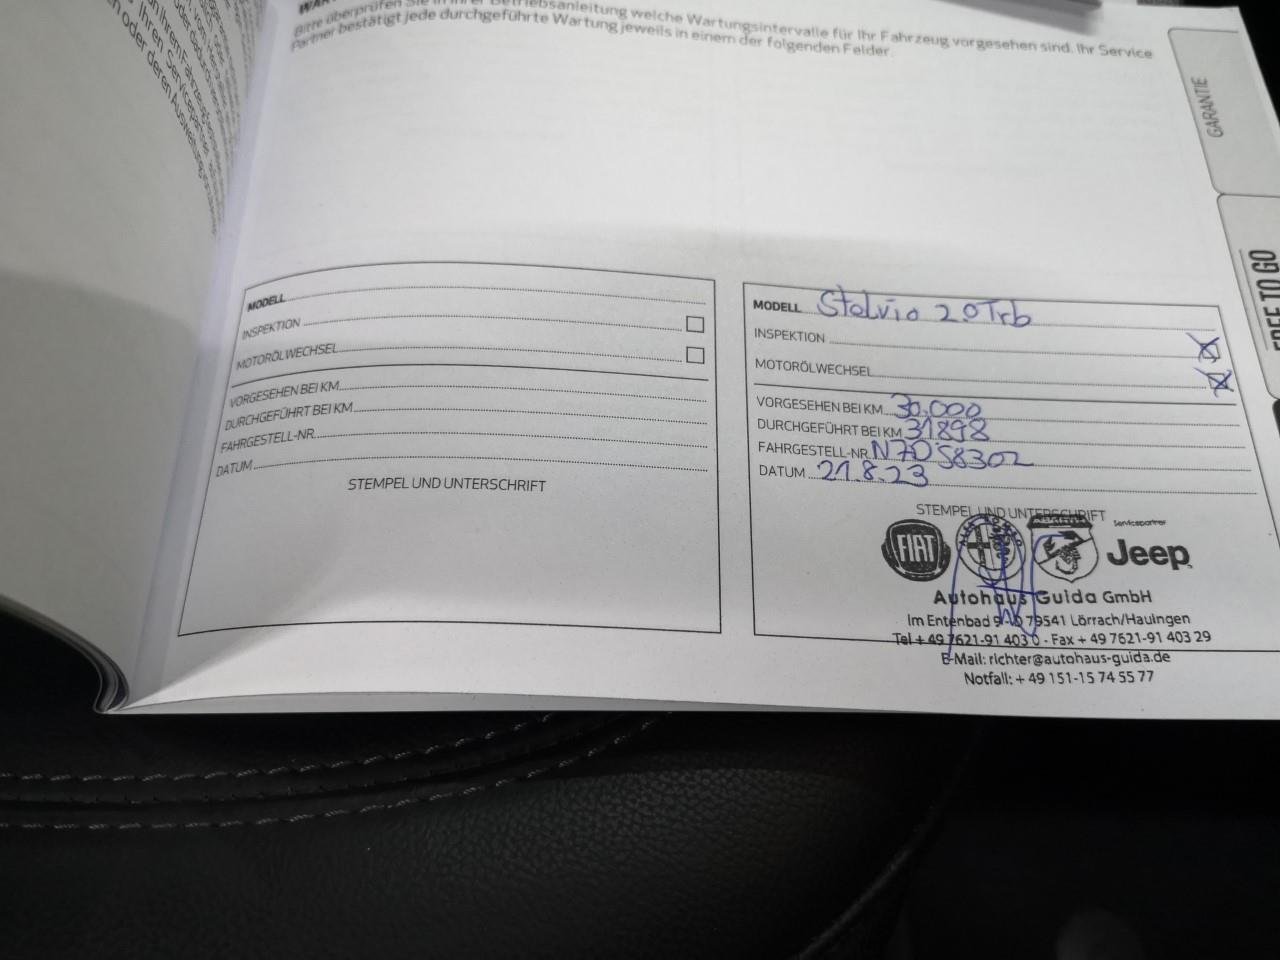 Bitte überprüfen Sie in Ihrer Betriebsanleitung welche Wartungsintervalle für Ihr Fahrzeug vorgesehen sind. Ihr Service
Partner bestätigt jede durchgeführte Wartung jeweils in einem der folgenden Felder
GARANTIE
FREE TO GO
MODELL
INSPEKTION
MOTORÖLWECHSEL
VORGESEHEN BEI KM
DURCHGEFÜHRT BEI KM
FAHRGESTELL-NR
DATUM
STEMPEL UND UNTERSCHRIFT
MODELL Stelvio 2.0 Trb
INSPEKTION
MOTORÖLWECHSEL
VORGESEHEN BEI KM 30.000
DURCHGEFÜHRT BEI KM 31898
FAHRGESTELL-NR N7D58302
DATUM 21.8.23
STEMPEL UND UNTERSCHRIFT
Servicepartner
FIAT ALFA ROMEO ABARTH Jeep
Autohaus Guida GmbH
Im Entenbad 79541 Lörrach/Hauingen
Tel + 49 7621-91 403 0 - Fax + 49 7621-91 403 29
E-Mail: richter@autohaus-guida.de
Notfall: + 49 151-15 74 55 77